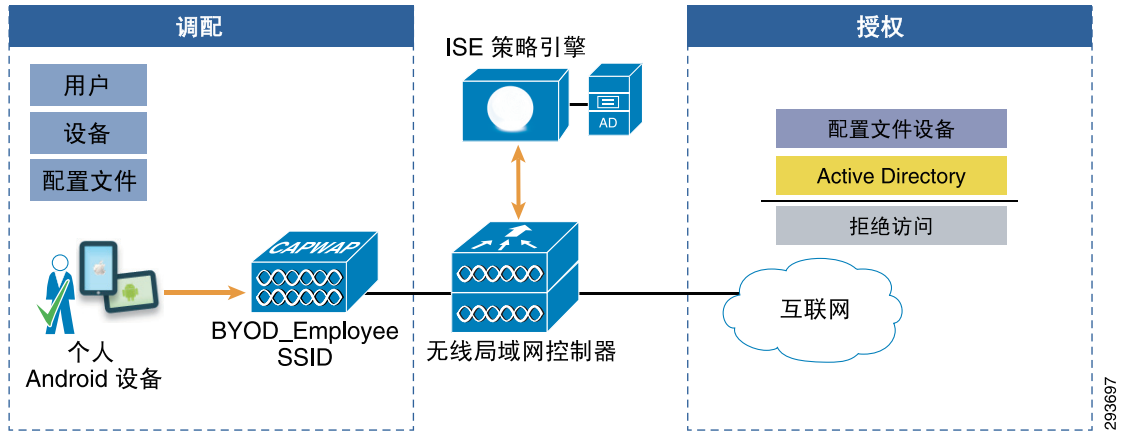 调配
用户
设备
配置文件
个人
Android 设备
CAPWAP
BYOD_Employee
SSID
ISE 策略引擎
AD
无线局域网控制器
授权
配置文件设备
Active Directory
拒绝访问
互联网
293697